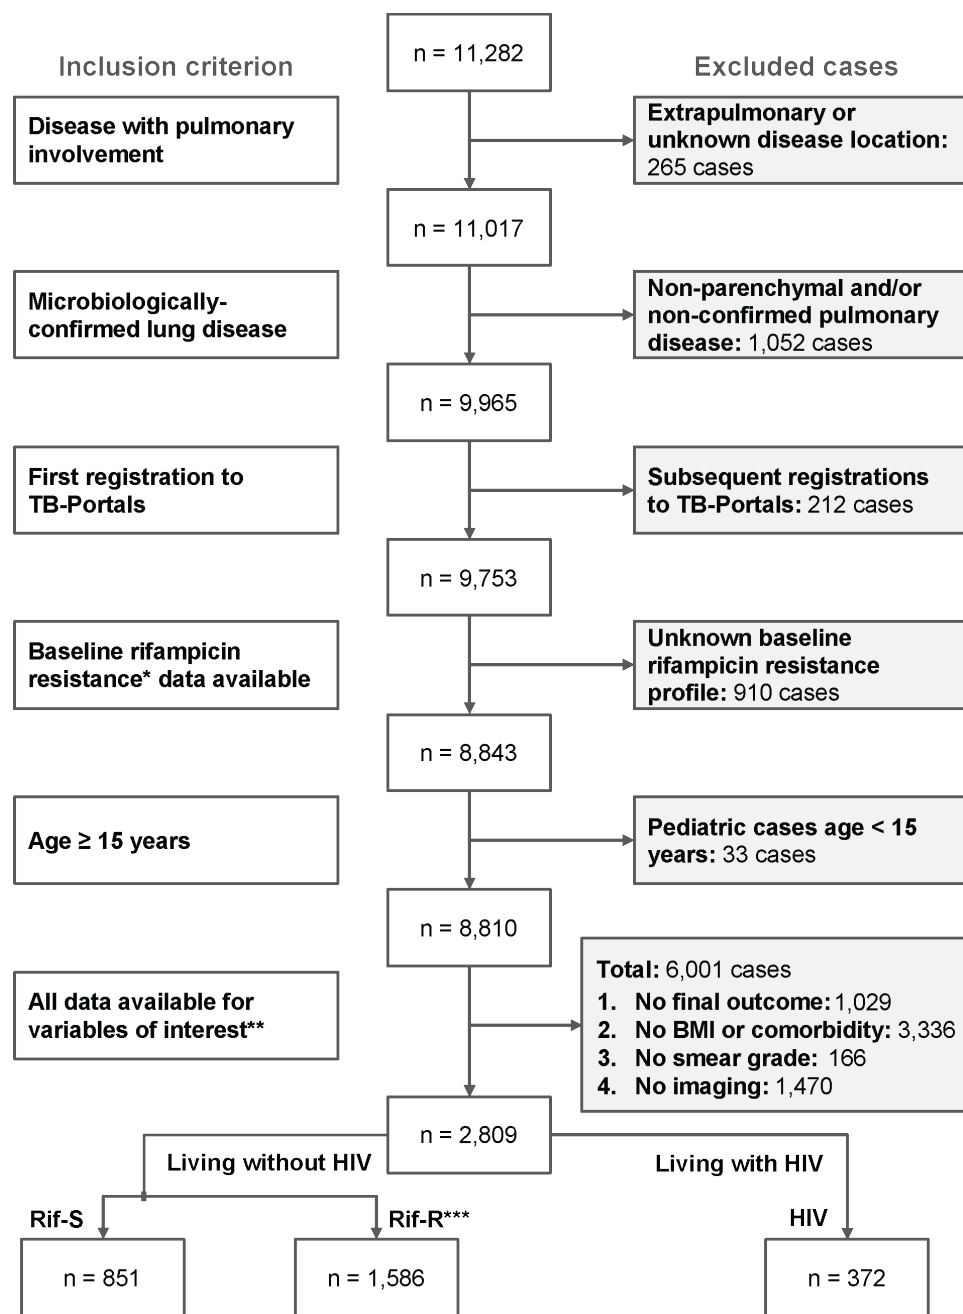 n = 11,282
Inclusion criterion
Excluded cases
Disease with pulmonary
involvement
Extrapulmonary or
unknown disease location:
265 cases
n = 11,017
Microbiologically-
confirmed lung disease
Non-parenchymal and/or
non-confirmed pulmonary
disease: 1,052 cases
n = 9,965
First registration to
TB-Portals
Subsequent registrations
to TB-Portals: 212 cases
n = 9,753
Baseline rifampicin
resistance* data available
Unknown baseline
rifampicin resistance
profile: 910 cases
n = 8,843
Age ≥ 15 years
Pediatric cases age < 15
years: 33 cases
n = 8,810
All data available for
variables of interest**
Total: 6,001 cases
1. No final outcome: 1,029
2. No BMI or comorbidity: 3,336
3. No smear grade: 166
4. No imaging: 1,470
n = 2,809
Living without HIV
Living with HIV
Rif-S
Rif-R***
HIV
n = 851
n = 1,586
n = 372